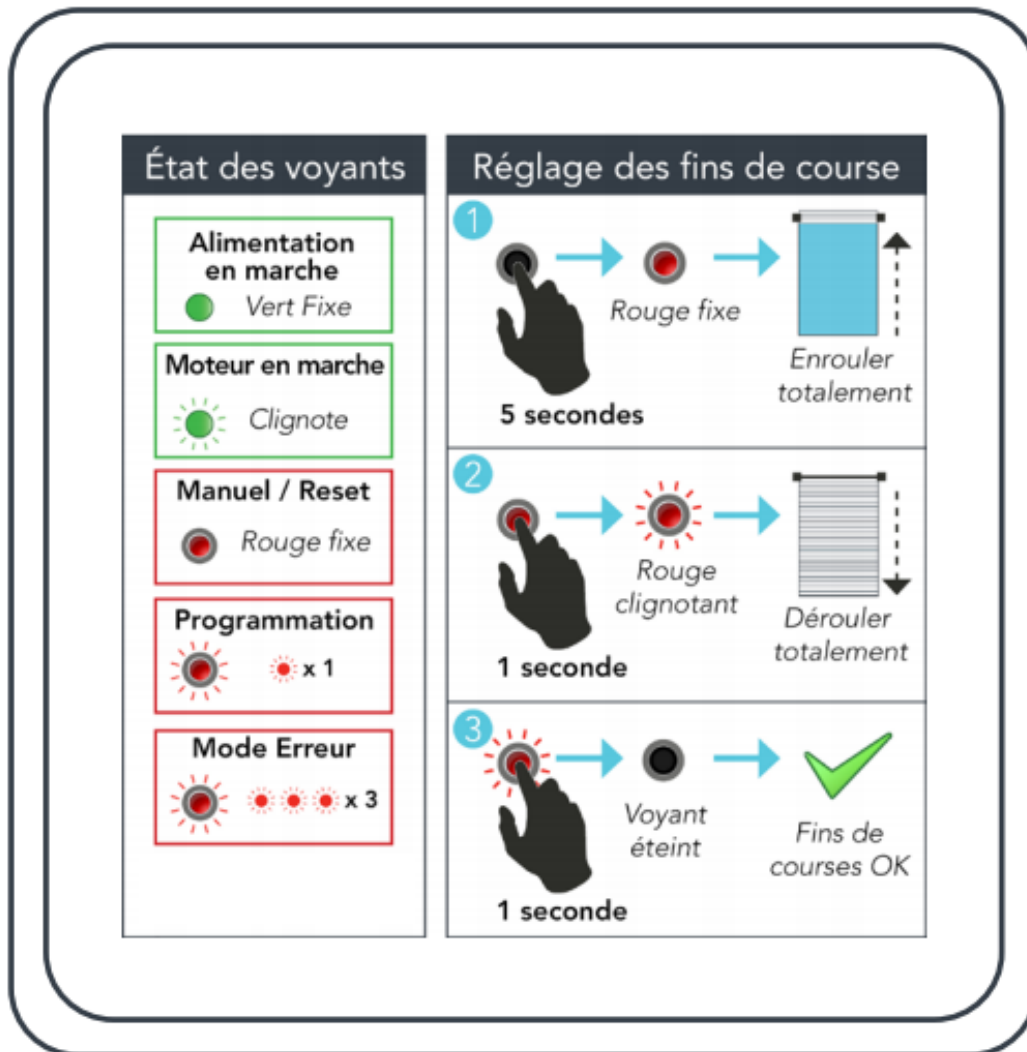 État des voyants
Alimentation
en marche
Vert Fixe
Moteur en marche
Clignote
Manuel / Reset
Rouge fixe
Programmation
x 1
Mode Erreur
x 3
Réglage des fins de course
1
Rouge fixe
Enrouler
totalement
5 secondes
2
Rouge
clignotant
Dérouler
totalement
1 seconde
3
Voyant
éteint
Fins de
courses OK
1 seconde